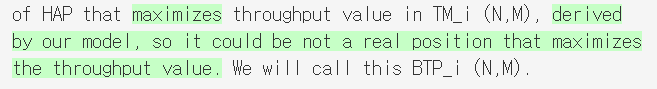 of HAP that maximizes throughput value in TM_i (N,M), derived
by our model, so it could be not a real position that maximizes
the throughput value. We will call this BTP_i (N,M).